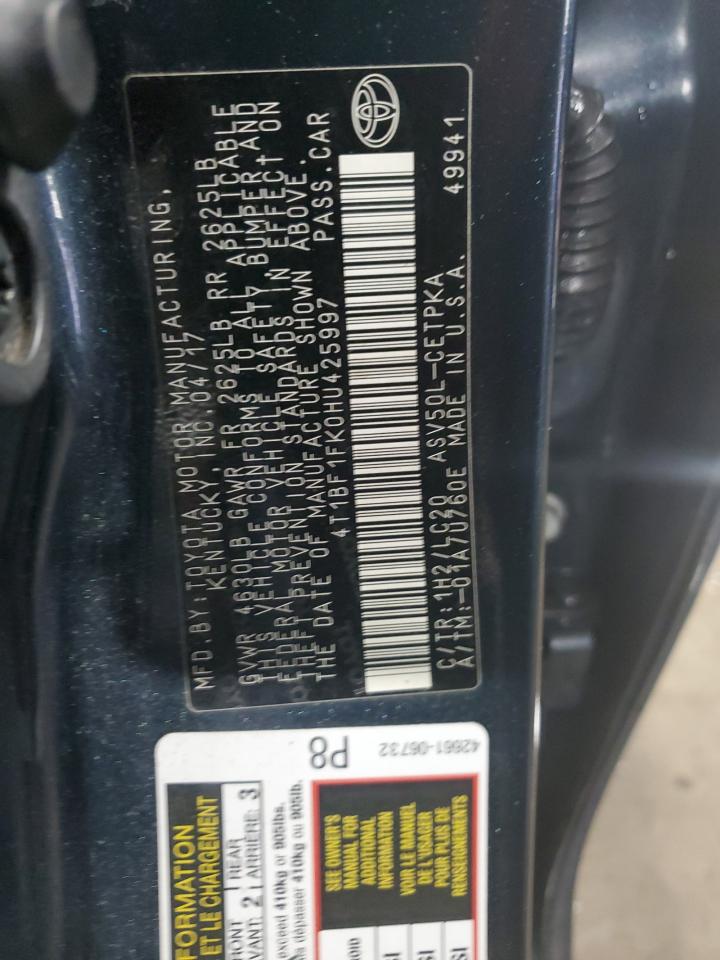 MFD.BY:TOYOTA MOTOR MANUFACTURING,
KENTUCKY, INC.04/17
GVWR 4630LB GAWR FR 2625LB RR 2625LB
THIS VEHICLE CONFORMS TO ALL APPLICABLE
FEDERAL MOTOR VEHICLE SAFETY, BUMPER, AND
THEFT PREVENTION STANDARDS IN EFFECT ON
THE DATE OF MANUFACTURE SHOWN ABOVE.
4T1BF1FK0HU425997 PASS.CAR
C/TR:1H2/LC20 ASV50L-CETPKA
A/TM:-01A/U760E MADE IN U.S.A. 49941
P8
42661-06732
ET LE CHARGEMENT
REAR
AVANT: 2 ARRIÈRE: 3
exceed 410kg or 905lbs.
dépasser 410kg ou 905lb.
SEE OWNER'S
MANUAL FOR
ADDITIONAL
INFORMATION
VOIR LE MANUEL
DE L'USAGER
POUR PLUS DE
RENSEIGNEMENTS